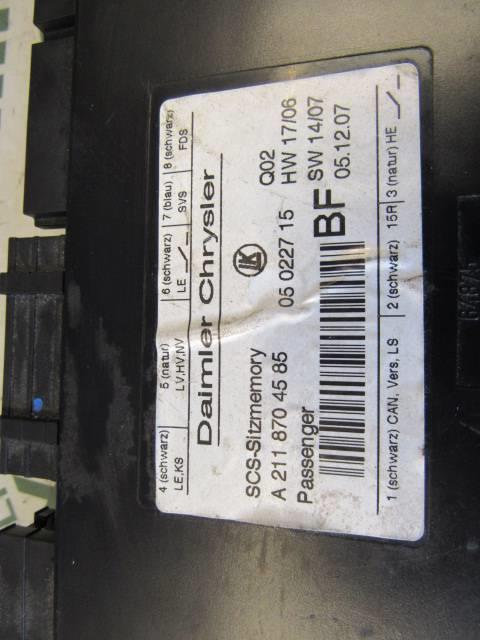 4 (schwarz) 5 (natur) 6 (schwarz) 7 (blau) 8 (schwarz)
LE,KS LV,HV,NV LE SVS FDS
Daimler Chrysler
SCS-Sitzmemory LK Q02
A 211 870 45 85 05 0227 15 HW 17/06
Passenger BF SW 14/07
05.12.07
1 (schwarz) CAN, Vers, LS 2 (schwarz) 15R 3 (natur) HE